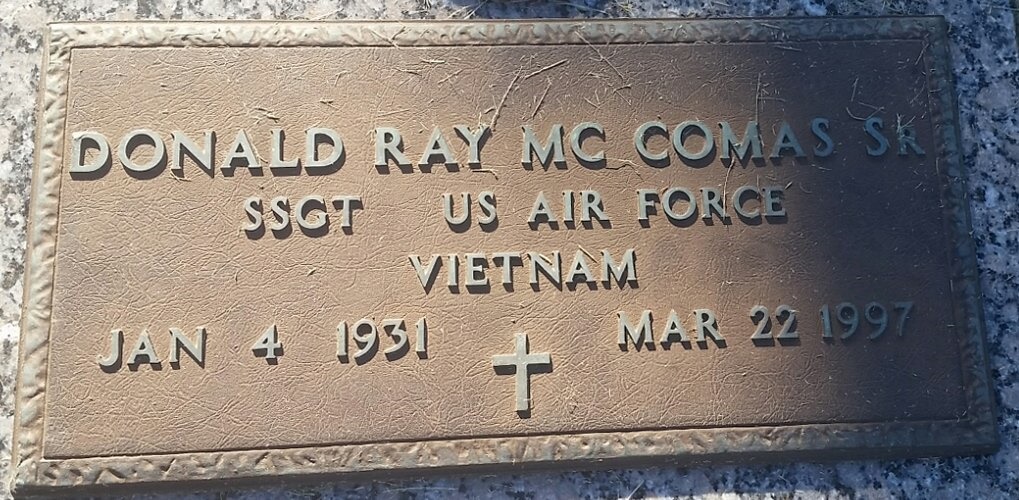 DONALD RAY MC COMAS SR
SSGT US AIR FORCE
VIETNAM
JAN 4 1931 MAR 22 1997